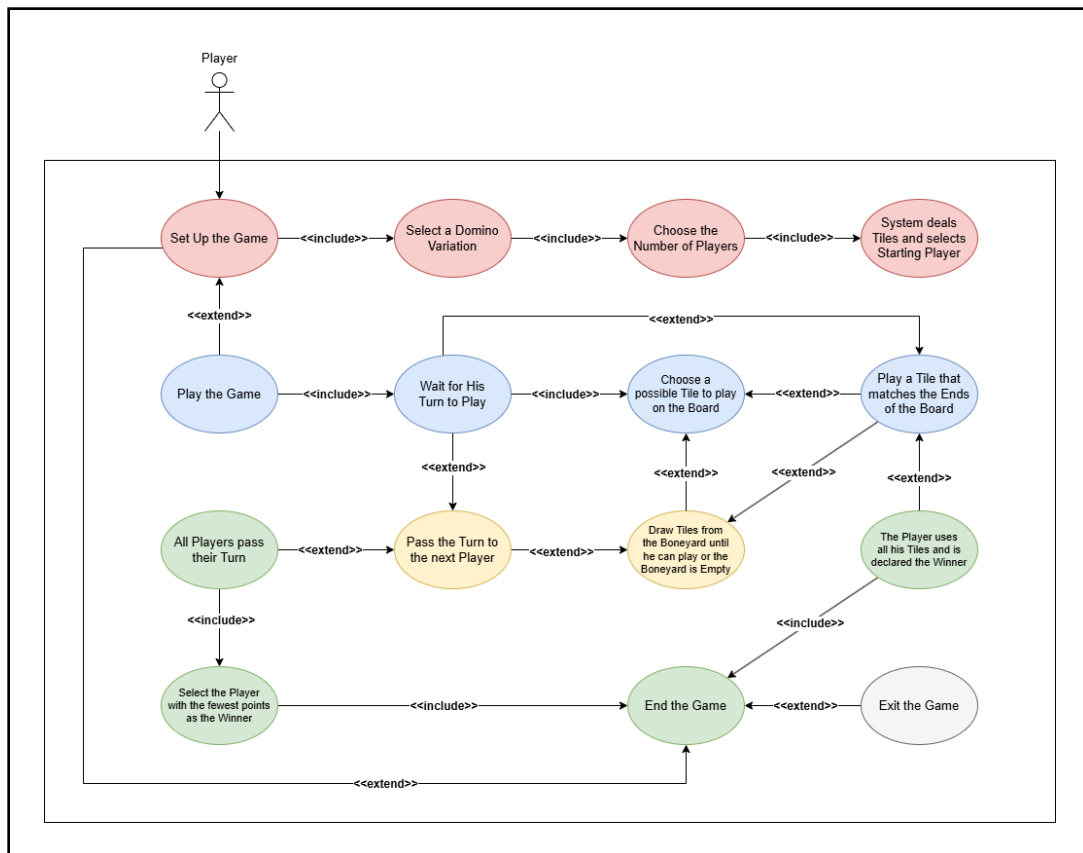 Player
Set Up the Game
<<include>>
Select a Domino
Variation
<<include>>
Choose the
Number of Players
<<include>>
System deals
Tiles and selects
Starting Player
<<extend>>
<<extend>>
Play the Game
<<include>>
Wait for His
Turn to Play
<<include>>
Choose a
possible Tile to play
on the Board
<<extend>>
Play a Tile that
matches the Ends
of the Board
<<extend>>
<<extend>>
<<extend>>
<<extend>>
All Players pass
their Turn
<<extend>>
Pass the Turn to
the next Player
<<extend>>
Draw Tiles from
the Boneyard until
he can play or the
Boneyard is Empty
The Player uses
all his Tiles and is
declared the Winner
<<include>>
<<include>>
Select the Player
with the fewest points
as the Winner
<<include>>
End the Game
<<extend>>
Exit the Game
<<extend>>